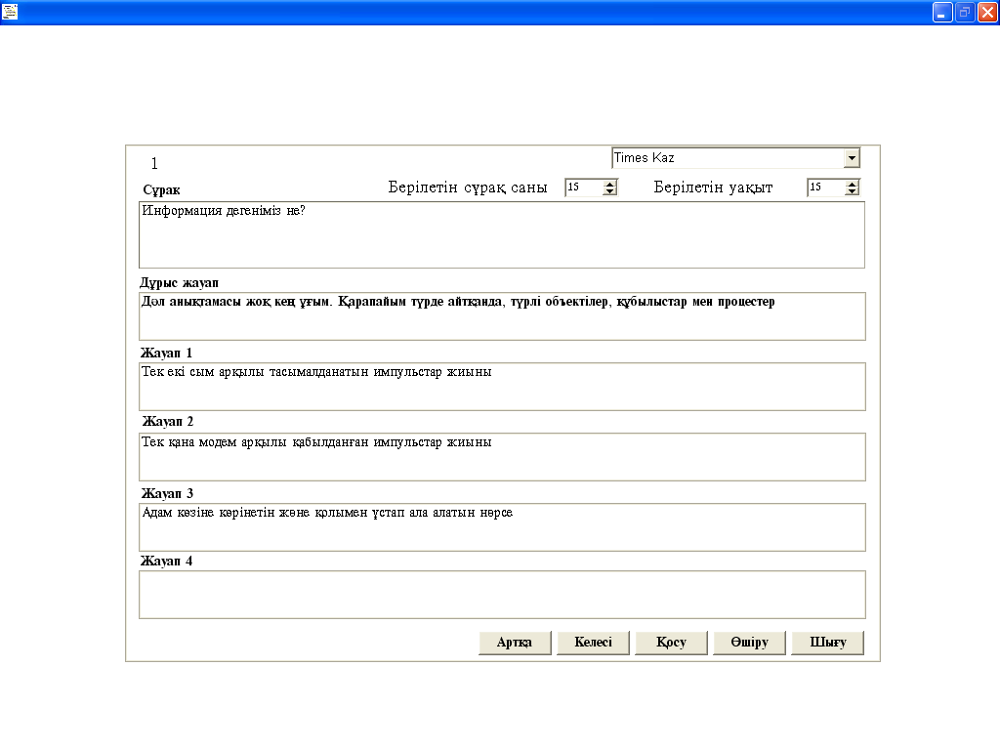 1
Times Kaz
Сұрақ
Берілетін сұрақ саны 15 Берілетін уақыт 15
Информация дегеніміз не?
Дұрыс жауап
Дәл анықтамасы жоқ кең ұғым. Қарапайым түрде айтқанда, түрлі объектілер, құбылыстар мен процестер
Жауап 1
Тек екі сым арқылы тасымалданатын импульстар жиыны
Жауап 2
Тек қана модем арқылы қабылданған импульстар жиыны
Жауап 3
Адам көзіне көрінетін және қолымен ұстап ала алатын нәрсе
Жауап 4
Артқа Келесі Қосу Өшіру Шығу